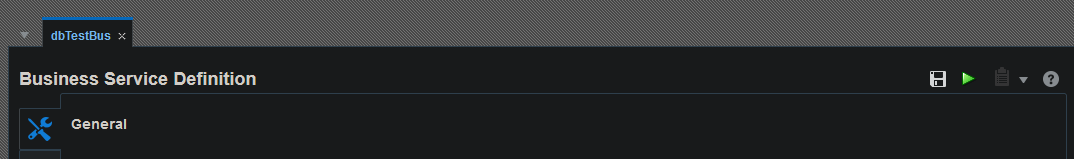 dbTestBus
Business Service Definition
General